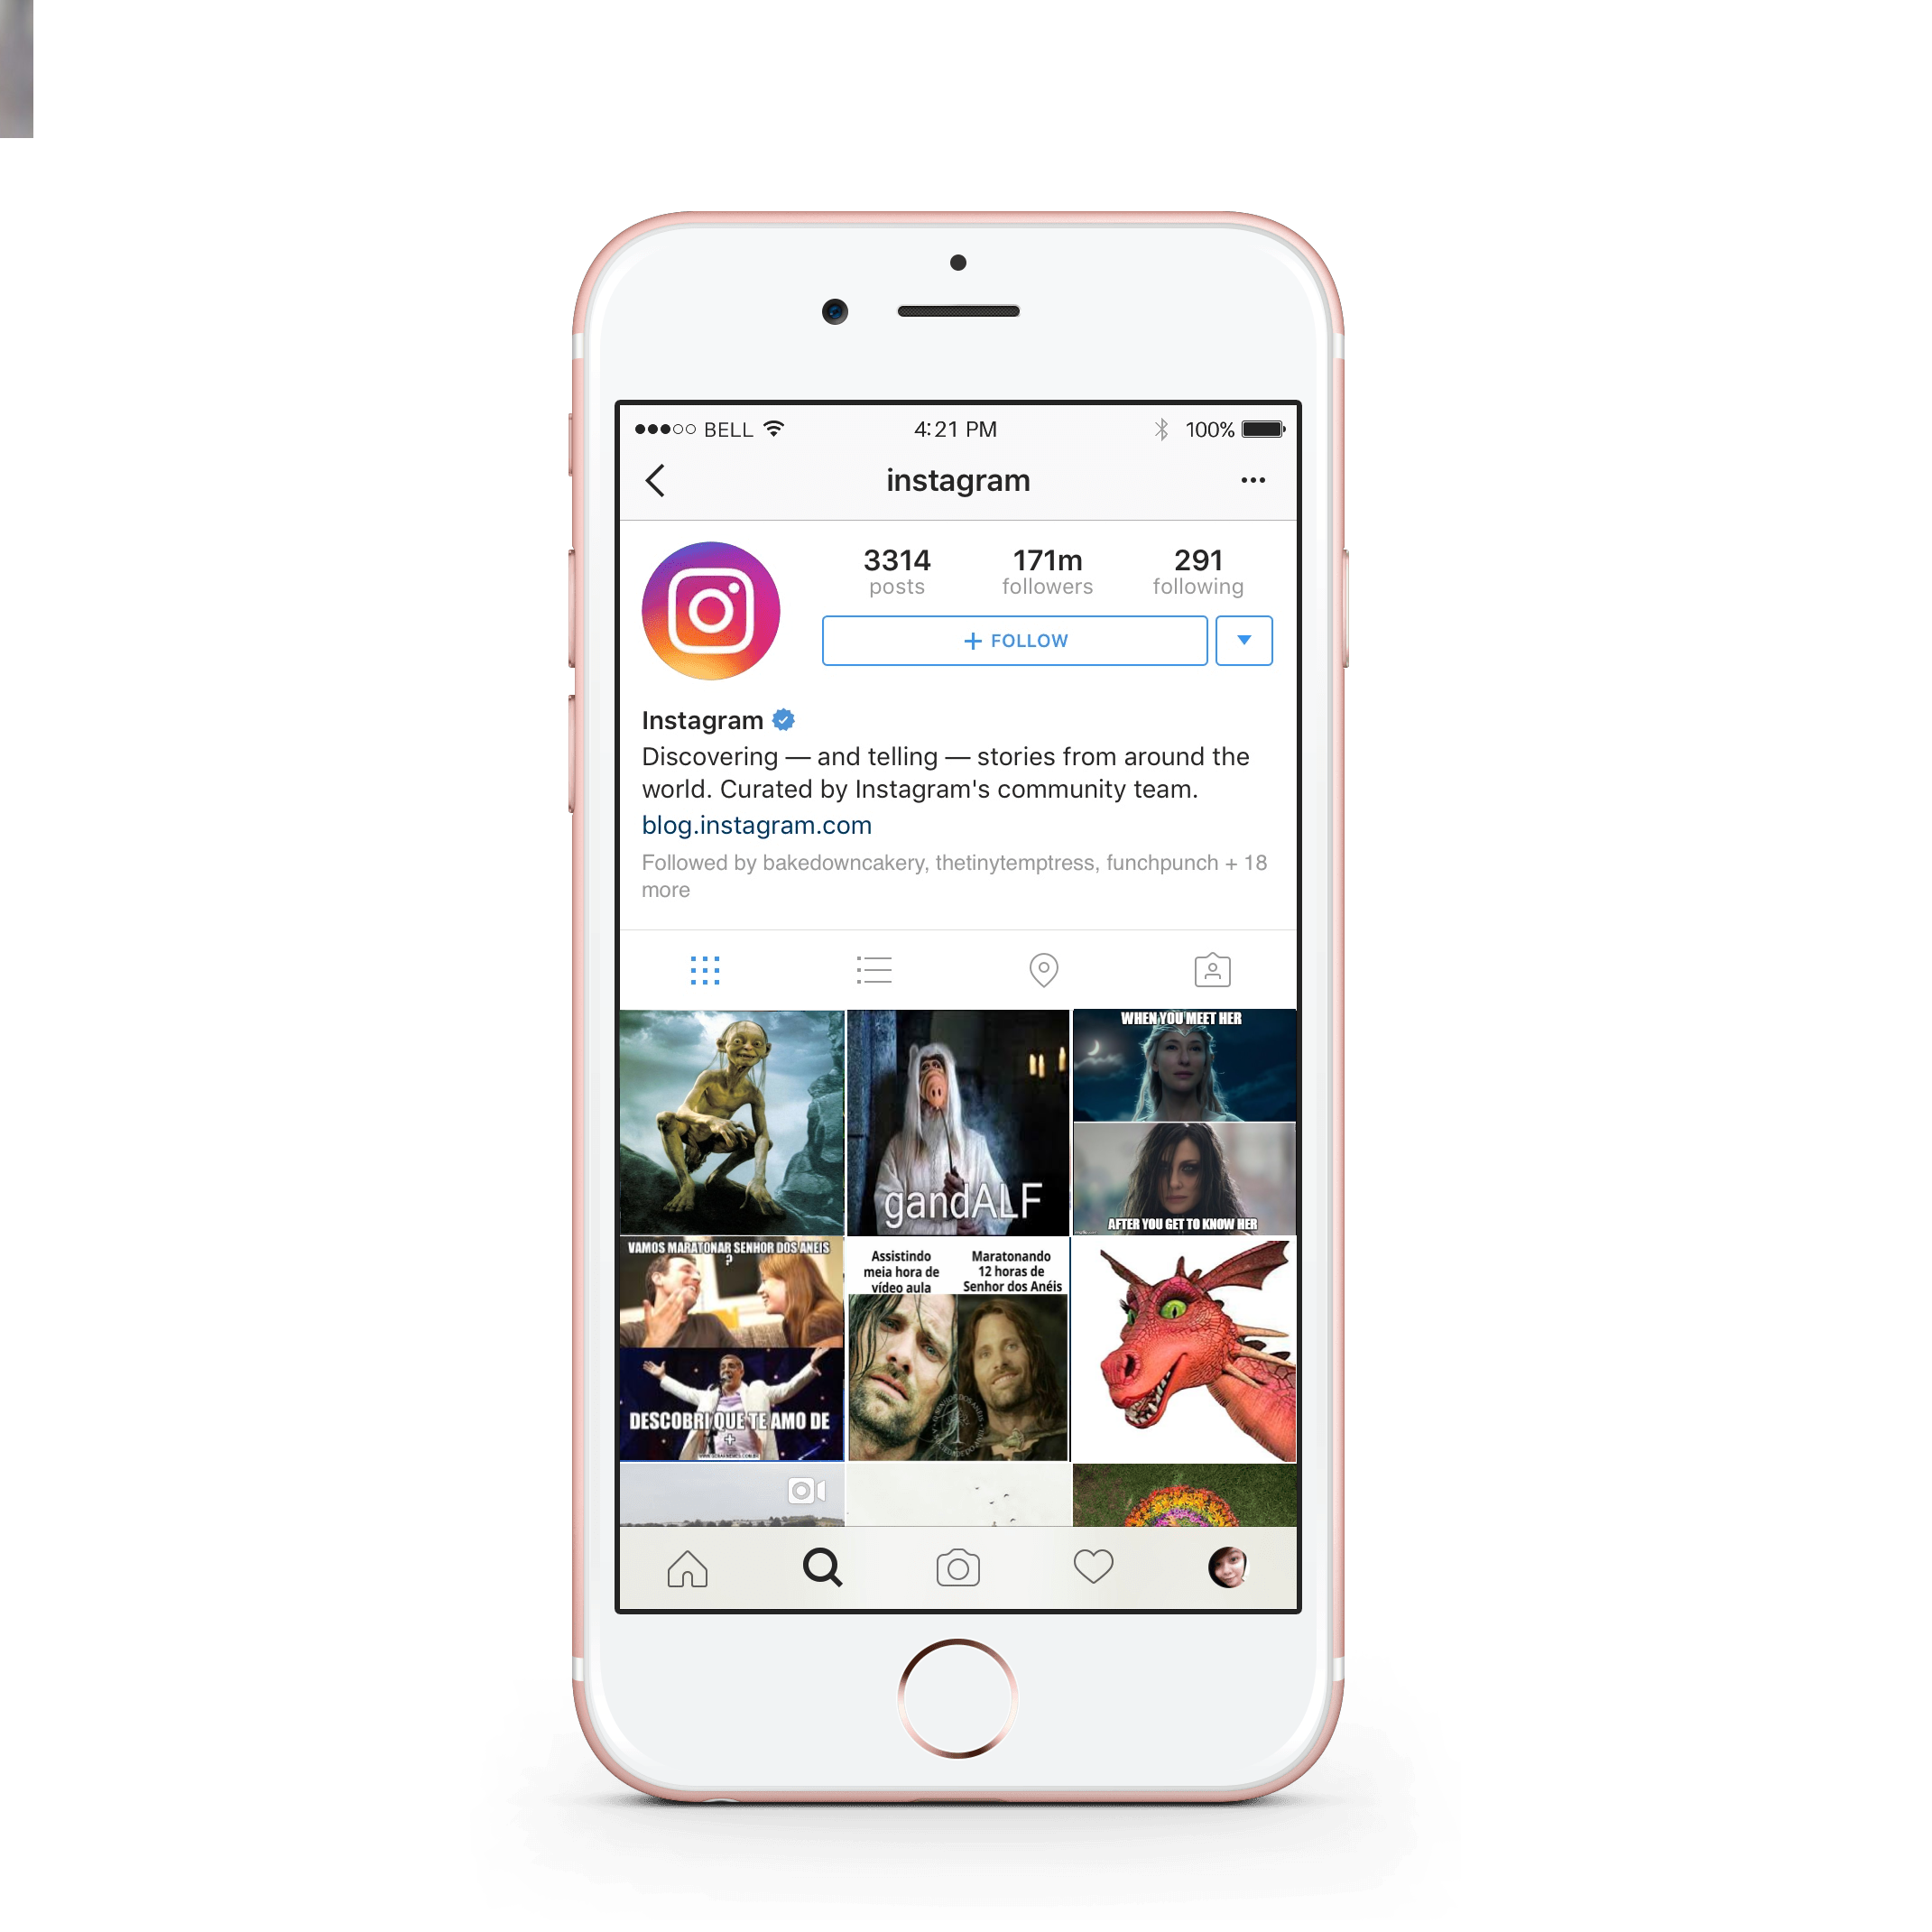 BELL 4:21 PM 100%
instagram
3314 171m 291
posts followers following
+ FOLLOW
Instagram
Discovering — and telling — stories from around the
world. Curated by Instagram's community team.
blog.instagram.com
Followed by bakedowncakery, thetinytemptress, funchpunch + 18
more
gandALF
WHEN YOU MEET HER
AFTER YOU GET TO KNOW HER
VAMOS MARATONAR SENHOR DOS ANEIS
?
DESCOBRI QUE TE AMO DE
+
Assistindo
meia hora de
vídeo aula
Maratonando
12 horas de
Senhor dos Anéis